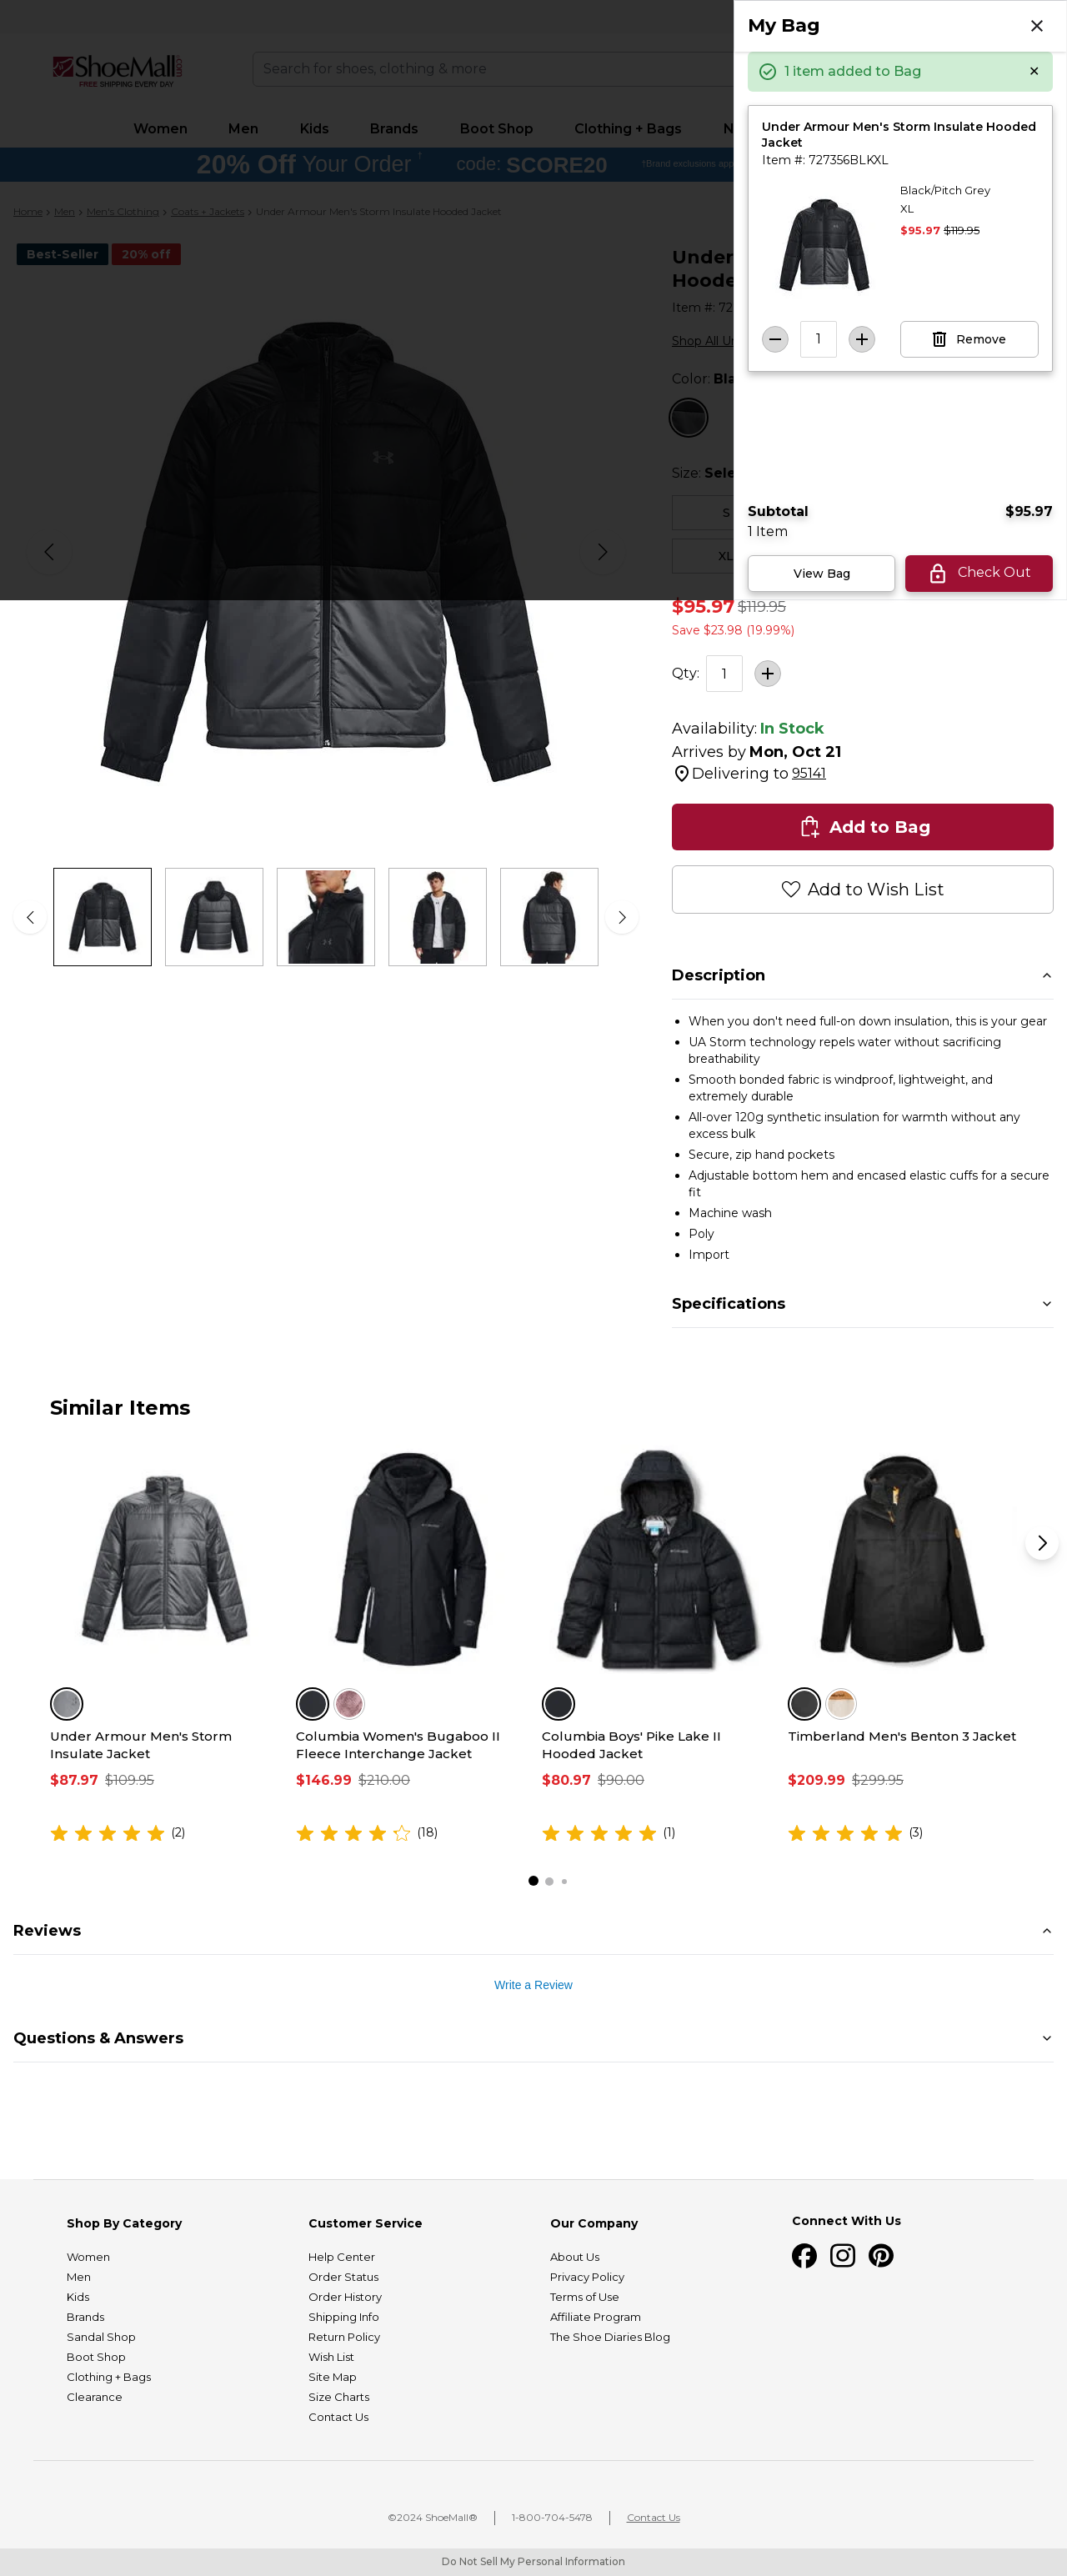 My Bag
1 item added to Bag
Under Armour Men's Storm Insulate Hooded
Jacket
Item #: 727356BLKXL
Black/Pitch Grey
XL
$95.97 $119.95
1
Remove
Subtotal $95.97
1 Item
View Bag
Check Out
ShoeMall.com
FREE SHIPPING EVERY DAY
Search for shoes, clothing & more
Women Men Kids Brands Boot Shop Clothing + Bags N
20% Off Your Order † code: SCORE20
Home > Men > Men's Clothing > Coats + Jackets > Under Armour Men's Storm Insulate Hooded Jacket
Best-Seller 20% off
Under
Hoode
Item #: 72
Shop All Un
Color: Bla
Size: Sele
S
XL
$95.97 $119.95
Save $23.98 (19.99%)
Qty: 1
Availability: In Stock
Arrives by Mon, Oct 21
Delivering to 95141
Add to Bag
Add to Wish List
Description
• When you don't need full-on down insulation, this is your gear
• UA Storm technology repels water without sacrificing
breathability
• Smooth bonded fabric is windproof, lightweight, and
extremely durable
• All-over 120g synthetic insulation for warmth without any
excess bulk
• Secure, zip hand pockets
• Adjustable bottom hem and encased elastic cuffs for a secure
fit
• Machine wash
• Poly
• Import
Specifications
Similar Items
Under Armour Men's Storm
Insulate Jacket
$87.97 $109.95
(2)
Columbia Women's Bugaboo II
Fleece Interchange Jacket
$146.99 $210.00
(18)
Columbia Boys' Pike Lake II
Hooded Jacket
$80.97 $90.00
(1)
Timberland Men's Benton 3 Jacket
$209.99 $299.95
(3)
Reviews
Write a Review
Questions & Answers
Shop By Category
Women
Men
Kids
Brands
Sandal Shop
Boot Shop
Clothing + Bags
Clearance
Customer Service
Help Center
Order Status
Order History
Shipping Info
Return Policy
Wish List
Site Map
Size Charts
Contact Us
Our Company
About Us
Privacy Policy
Terms of Use
Affiliate Program
The Shoe Diaries Blog
Connect With Us
©2024 ShoeMall® | 1-800-704-5478 | Contact Us
Do Not Sell My Personal Information